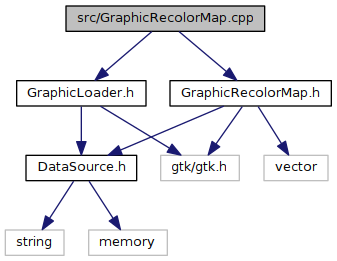 src/GraphicRecolorMap.cpp
GraphicLoader.h
GraphicRecolorMap.h
DataSource.h
gtk/gtk.h
vector
string
memory